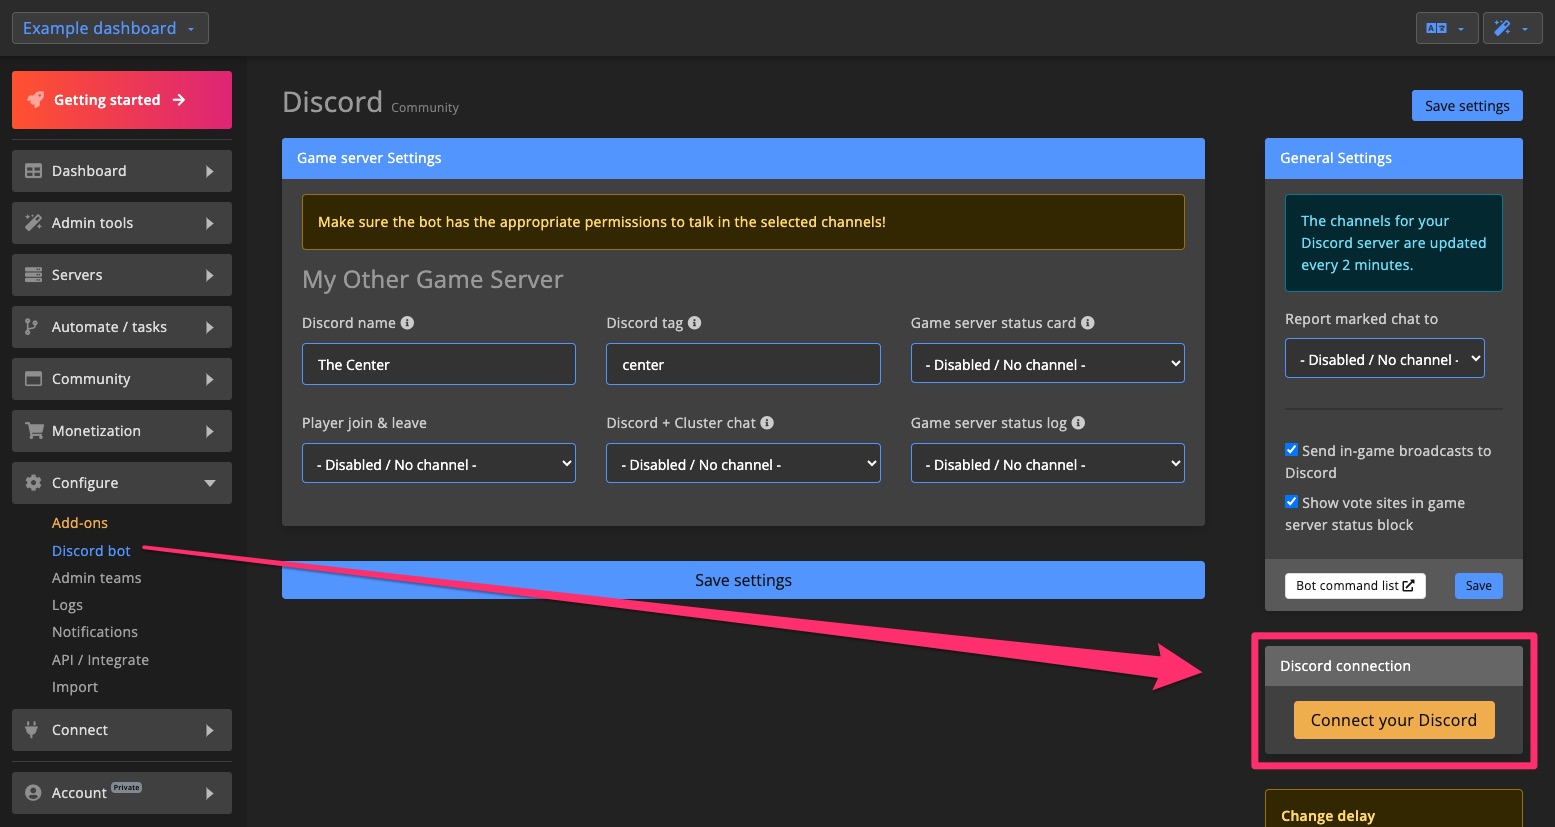 Example dashboard
Getting started
Dashboard
Admin tools
Servers
Automate / tasks
Community
Monetization
Configure
Add-ons
Discord bot
Admin teams
Logs
Notifications
API / Integrate
Import
Connect
Account Private
Discord Community
Save settings
Game server Settings
Make sure the bot has the appropriate permissions to talk in the selected channels!
My Other Game Server
Discord name
Discord tag
Game server status card
The Center
center
- Disabled / No channel -
Player join & leave
Discord + Cluster chat
Game server status log
- Disabled / No channel -
- Disabled / No channel -
- Disabled / No channel -
Save settings
General Settings
The channels for your
Discord server are updated
every 2 minutes.
Report marked chat to
- Disabled / No channel -
Send in-game broadcasts to
Discord
Show vote sites in game
server status block
Bot command list
Save
Discord connection
Connect your Discord
Change delay